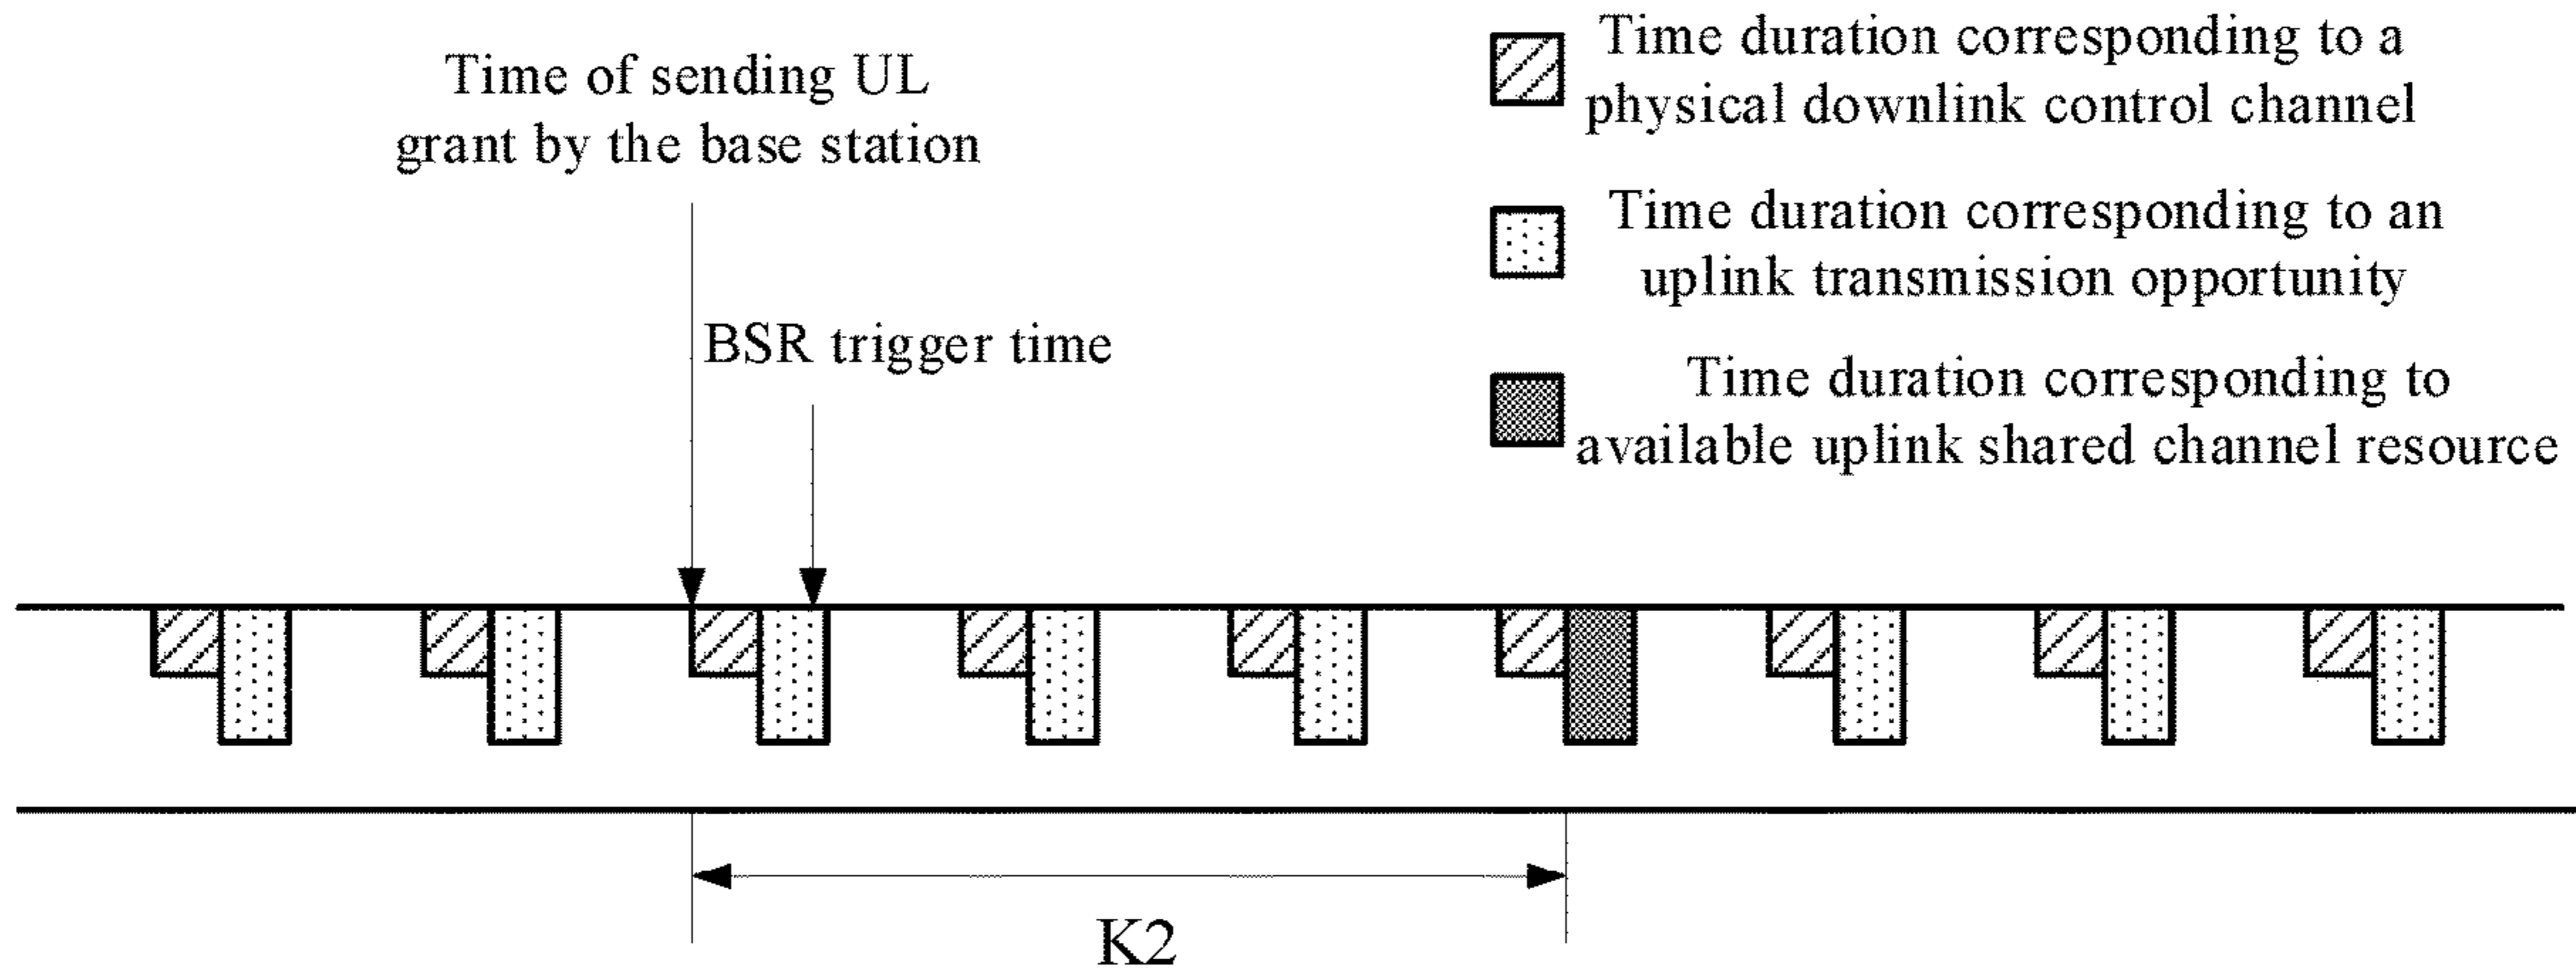 Time of sending UL
grant by the base station
BSR trigger time
Time duration corresponding to a
physical downlink control channel
Time duration corresponding to an
uplink transmission opportunity
Time duration corresponding to
available uplink shared channel resource
K2